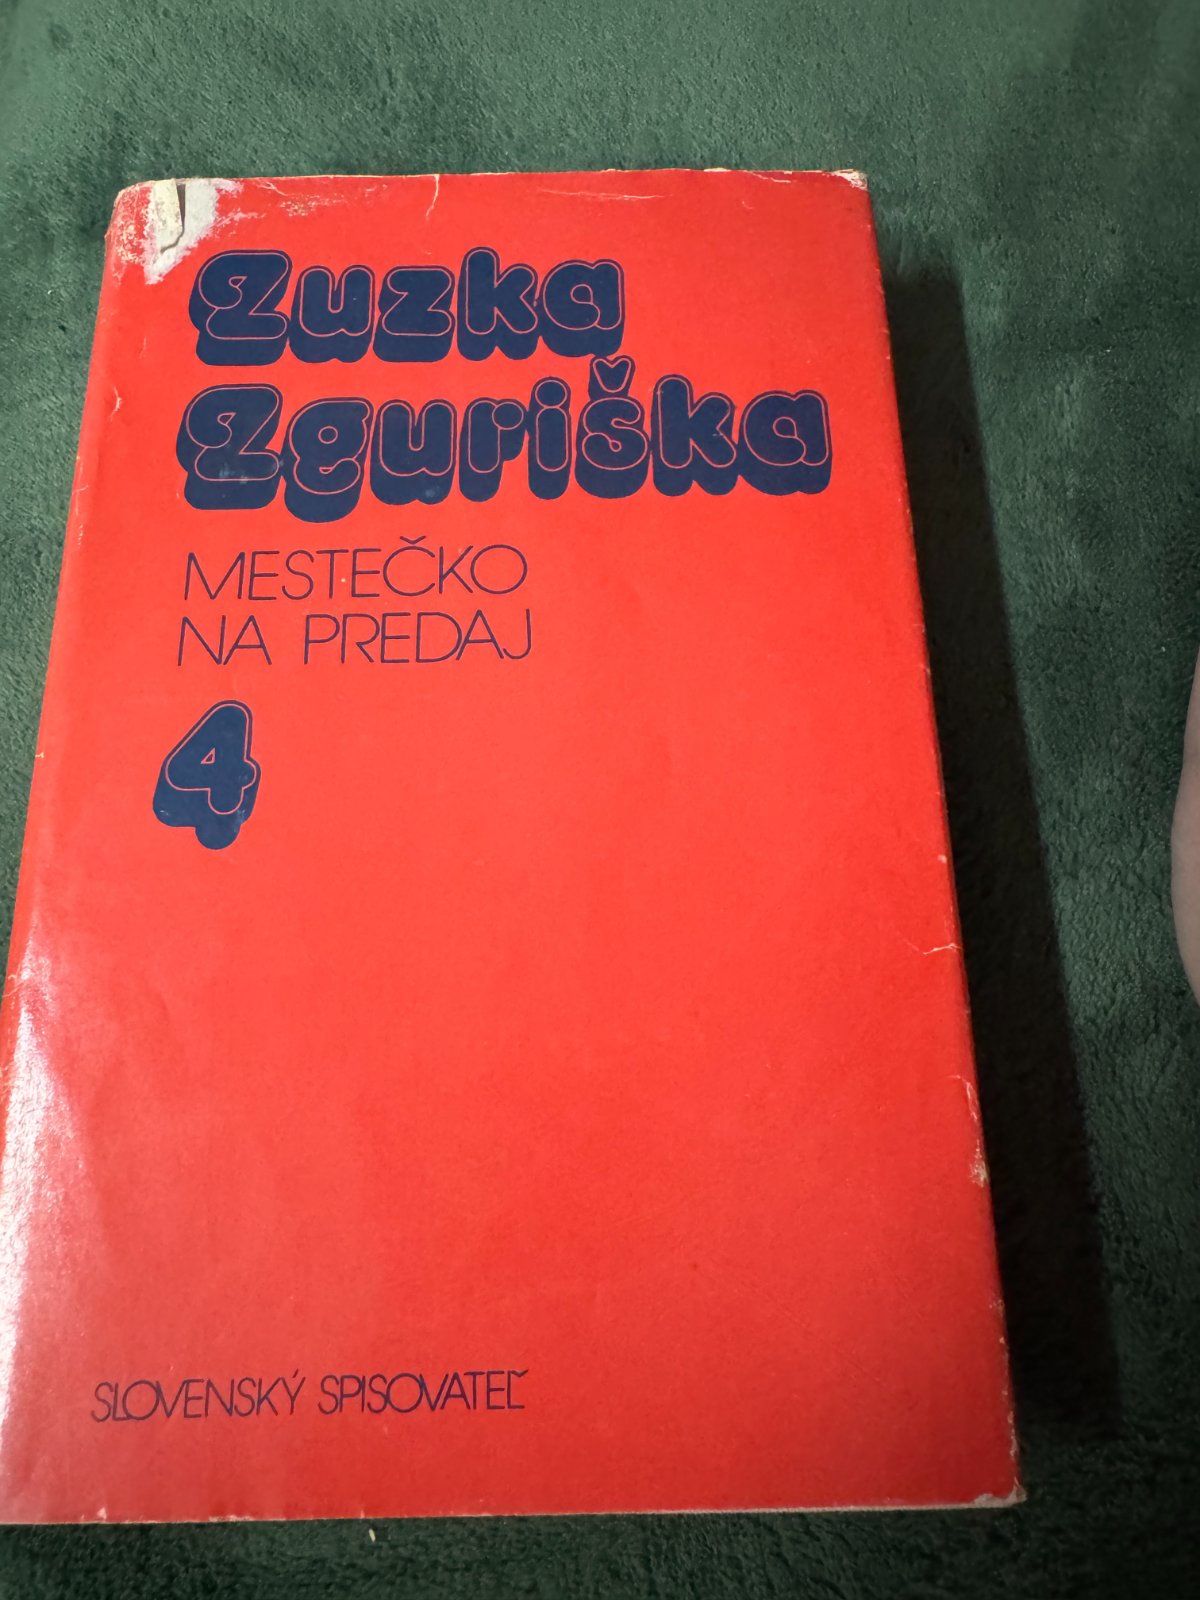 Zuzka
Zguriška
MESTEČKO
NA PREDAJ
4
SLOVENSKÝ SPISOVATEĽ